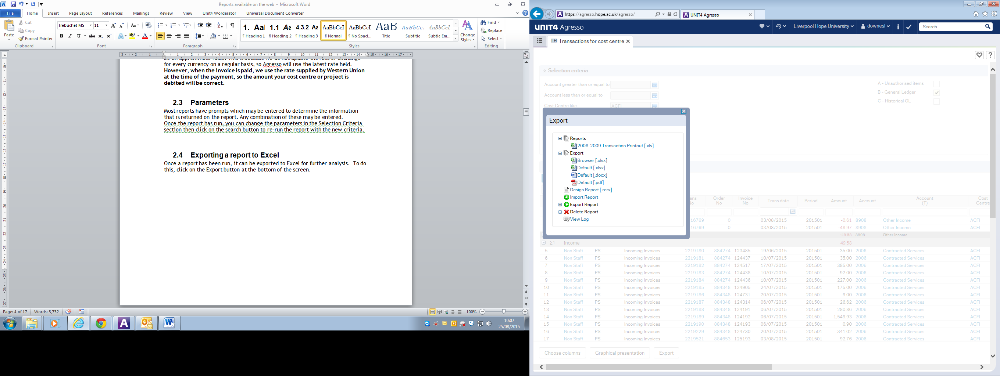 Reports available on the web - Microsoft Word
File Home Insert Page Layout References Mailings Review View Unit4 Worderator Universal Document Converter
Paste
Cut
Copy
Format Painter
Clipboard
Trebuchet MS 11
Font
Paragraph
1. Aa 1.1 Aa 4.3.2 Aa AaBbCcI AaBbCcI AaB AaBbCc. AaBbCcL
¶ Heading 1 ¶ Heading 2 ¶ Heading 3 ¶ Normal ¶ No Spaci... Title Subtitle Subtle Em...
Change Styles
Styles
Find
Replace
Select
Editing
for every currency on a regular basis, so Agresso will use the latest rate held.
However, when the invoice is paid, we use the rate supplied by Western Union
at the time of the payment, so the amount your cost centre or project is
debited will be correct.
2.3 Parameters
Most reports have prompts which may be entered to determine the information
that is returned on the report. Any combination of these may be entered.
Once the report has run, you can change the parameters in the Selection Criteria
section then click on the search button to re-run the report with the new criteria.
2.4 Exporting a report to Excel
Once a report has been run, it can be exported to Excel for further analysis. To do
this, click on the Export button at the bottom of the screen.
Page: 4 of 17 Words: 3,732 100%
10:07
25/08/2015
https://agresso.hope.ac.uk/agresso/
UNIT4 Agresso
UNIT4 Agresso
Liverpool Hope University downesl Search
LH Transactions for cost centre
Selection criteria
Account greater than or equal to
Account less than or equal to
Cost Centre like ACFI
A - Unauthorised items
B - General Ledger
C - Historical GL
Export
Reports
2008-2009 Transaction Printout [.xls]
Export
Browser [.xlsx]
Default [.xlsx]
Default [.docx]
Default [.pdf]
Design Report [.rerx]
Import Report
Export Report
Delete Report
View Log
Order No Invoice No Trans.date Period Amount Account Account (T) Cost Centre
16769 0 03/08/2015 201501 -0.61 8908 Other Income ACFI
16769 0 03/08/2015 201501 -48.97 8908 Other Income ACFI
-49.58 8908 Other Income
Σ1 Income -49.58
5 Non Staff PS Incoming Invoices 2219180 884274 123485 19/06/2015 201501 35.00 2006 Contracted Services ACFI
6 Non Staff PS Incoming Invoices 2219181 884274 124437 10/07/2015 201501 35.00 2006 Contracted Services ACFI
7 Non Staff PS Incoming Invoices 2219182 884274 124517 17/07/2015 201501 385.00 2006 Contracted Services ACFI
8 Non Staff PS Incoming Invoices 2219183 884274 124438 10/07/2015 201501 92.00 2006 Contracted Services ACFI
9 Non Staff PS Incoming Invoices 2219184 884274 124436 10/07/2015 201501 227.00 2006 Contracted Services ACFI
10 Non Staff PS Incoming Invoices 2219185 884348 124905 24/07/2015 201501 175.00 2006 Contracted Services ACFI
11 Non Staff PS Incoming Invoices 2219186 884348 124731 20/07/2015 201501 9.00 2006 Contracted Services ACFI
12 Non Staff PS Incoming Invoices 2219187 884348 124314 06/07/2015 201501 26.62 2006 Contracted Services ACFI
13 Non Staff PS Incoming Invoices 2219188 884348 124191 06/07/2015 201501 280.86 2006 Contracted Services ACFI
14 Non Staff PS Incoming Invoices 2219189 884348 124192 06/07/2015 201501 1,549.93 2006 Contracted Services ACFI
15 Non Staff PS Incoming Invoices 2219190 884348 124193 06/07/2015 201501 0.90 2006 Contracted Services ACFI
16 Non Staff PS Incoming Invoices 2219229 884348 124730 20/07/2015 201501 341.02 2006 Contracted Services ACFI
17 Non Staff PS Incoming Invoices 2219521 884653 125193 03/08/2015 201501 92.76 2006 Contracted Services ACFI
Choose columns Graphical presentation Export